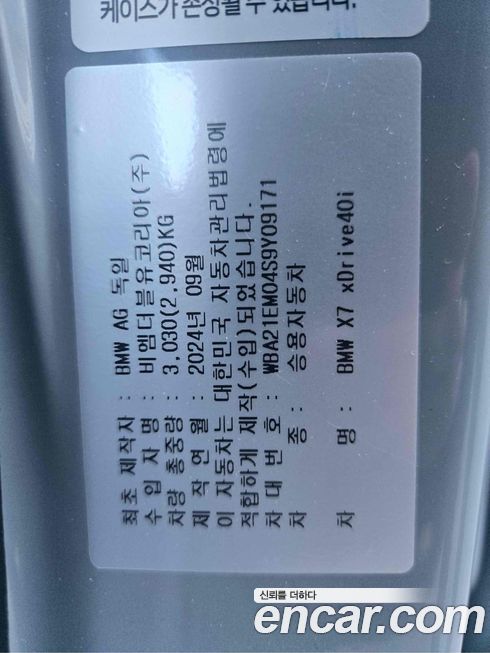 케이스가 손상될 수 있습니다.
최초 제작자 : BMW AG 독일
수입자명 : 비엠더블유코리아(주)
차량 총중량 : 3,030(2,940)KG
제작연월 : 2024년 09월
이 자동차는 대한민국 자동차관리법령에
적합하게 제작(수입)되었습니다.
차대번호 : WBA21EM04S9Y09171
차 종 : 승용자동차
차 명 : BMW X7 xDrive40i
신뢰를 더하다
encar.com